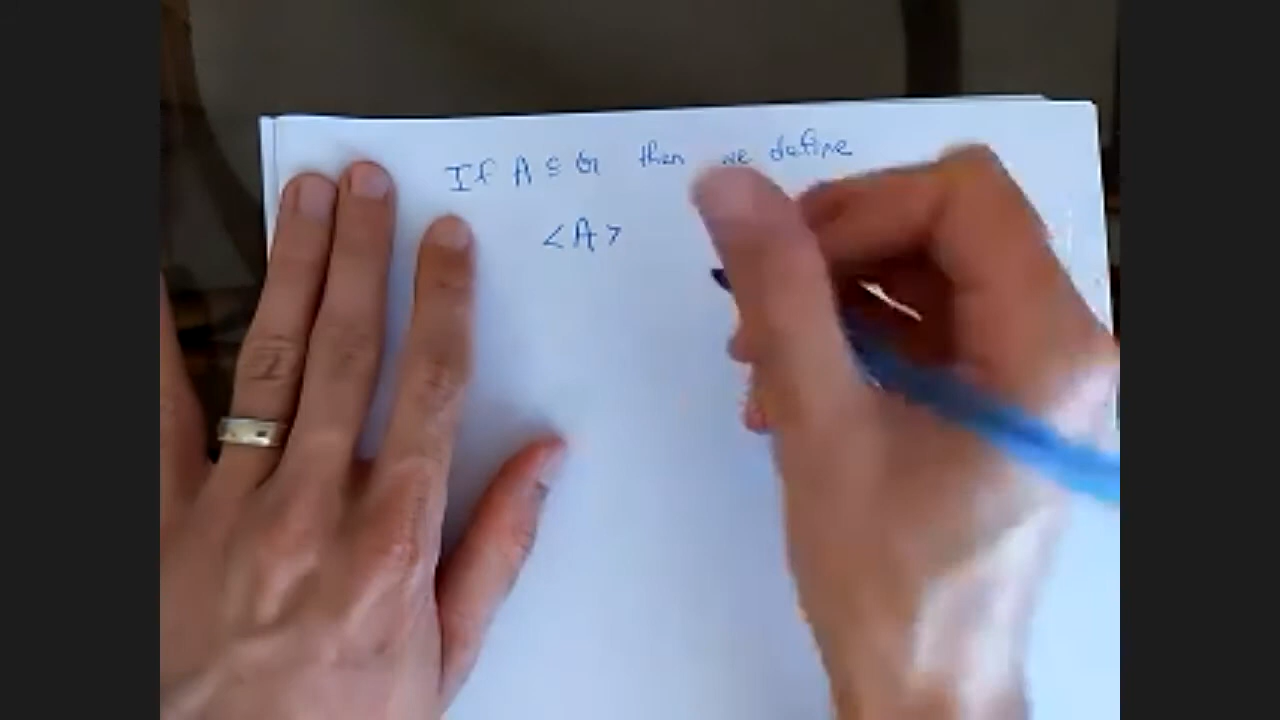 If A ⊆ G then we define
<A>